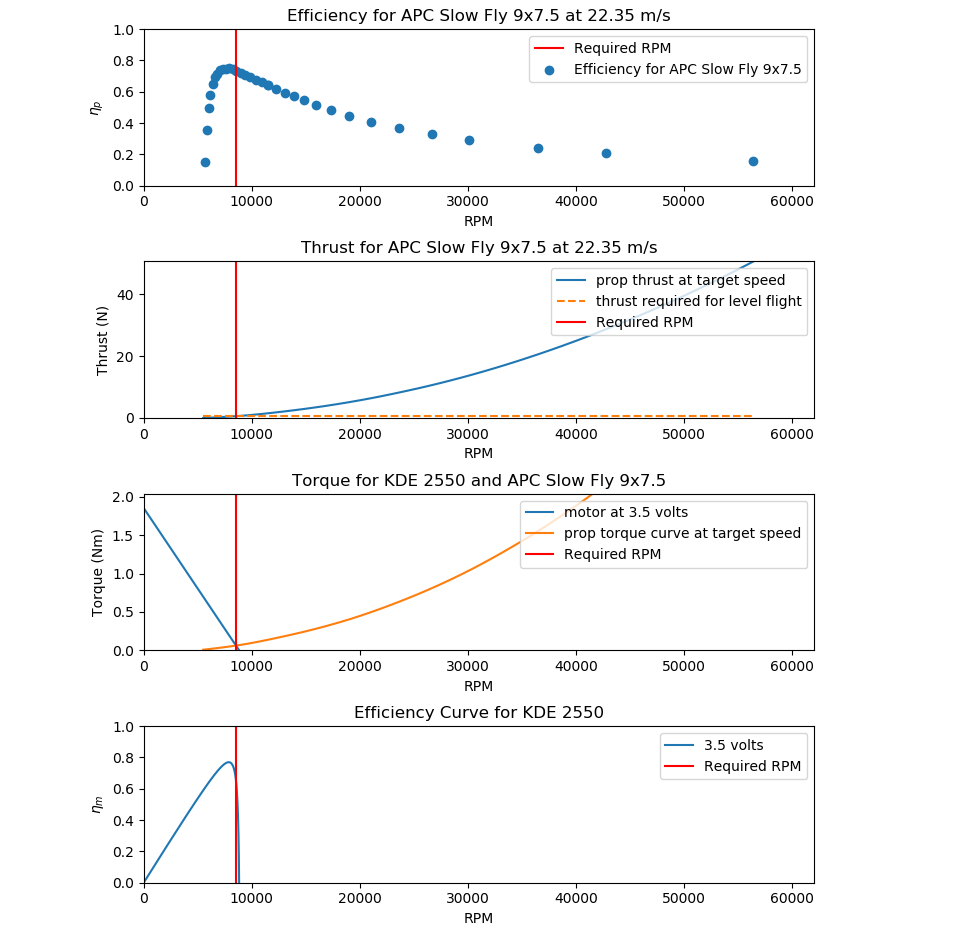 Efficiency for APC Slow Fly 9x7.5 at 22.35 m/s
1.0
0.8
0.6
0.4
0.2
0.0
ηp
Required RPM
Efficiency for APC Slow Fly 9x7.5
0 10000 20000 30000 40000 50000 60000
RPM
Thrust for APC Slow Fly 9x7.5 at 22.35 m/s
40
20
0
Thrust (N)
prop thrust at target speed
thrust required for level flight
Required RPM
0 10000 20000 30000 40000 50000 60000
RPM
Torque for KDE 2550 and APC Slow Fly 9x7.5
2.0
1.5
1.0
0.5
0.0
Torque (Nm)
motor at 3.5 volts
prop torque curve at target speed
Required RPM
0 10000 20000 30000 40000 50000 60000
RPM
Efficiency Curve for KDE 2550
1.0
0.8
0.6
0.4
0.2
0.0
ηm
3.5 volts
Required RPM
0 10000 20000 30000 40000 50000 60000
RPM